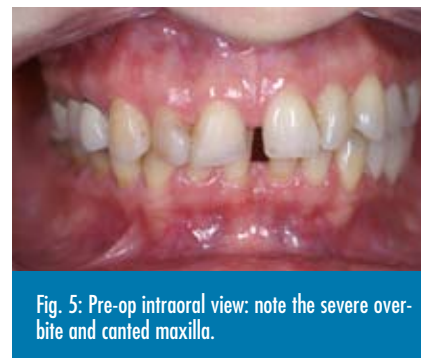 Fig. 5: Pre-op intraoral view: note the severe over-
bite and canted maxilla.